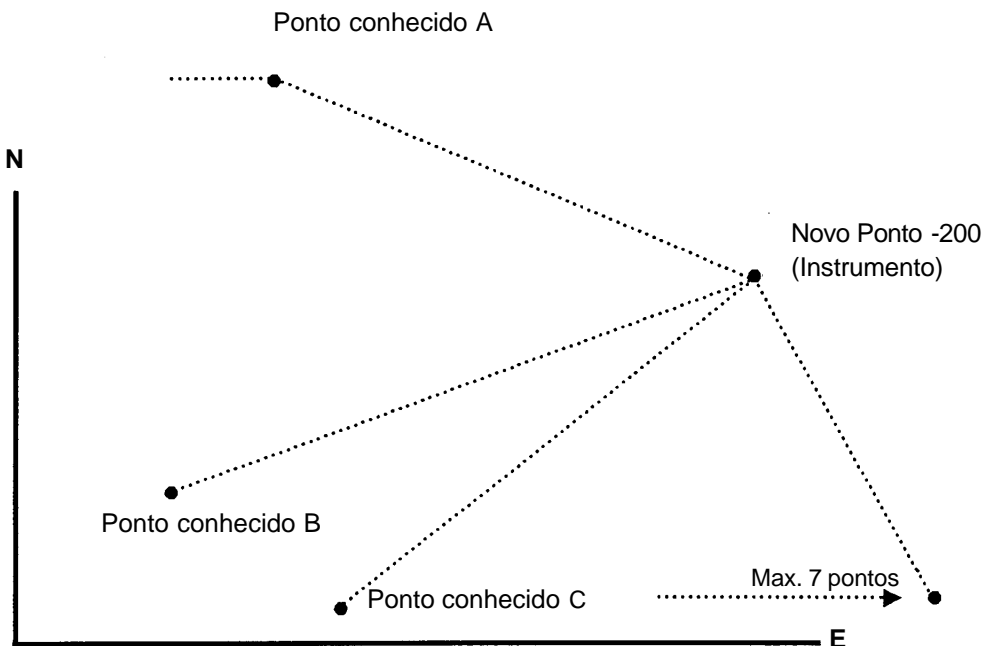 Ponto conhecido A
N
Novo Ponto -200
(Instrumento)
Ponto conhecido B
Max. 7 pontos
Ponto conhecido C
E